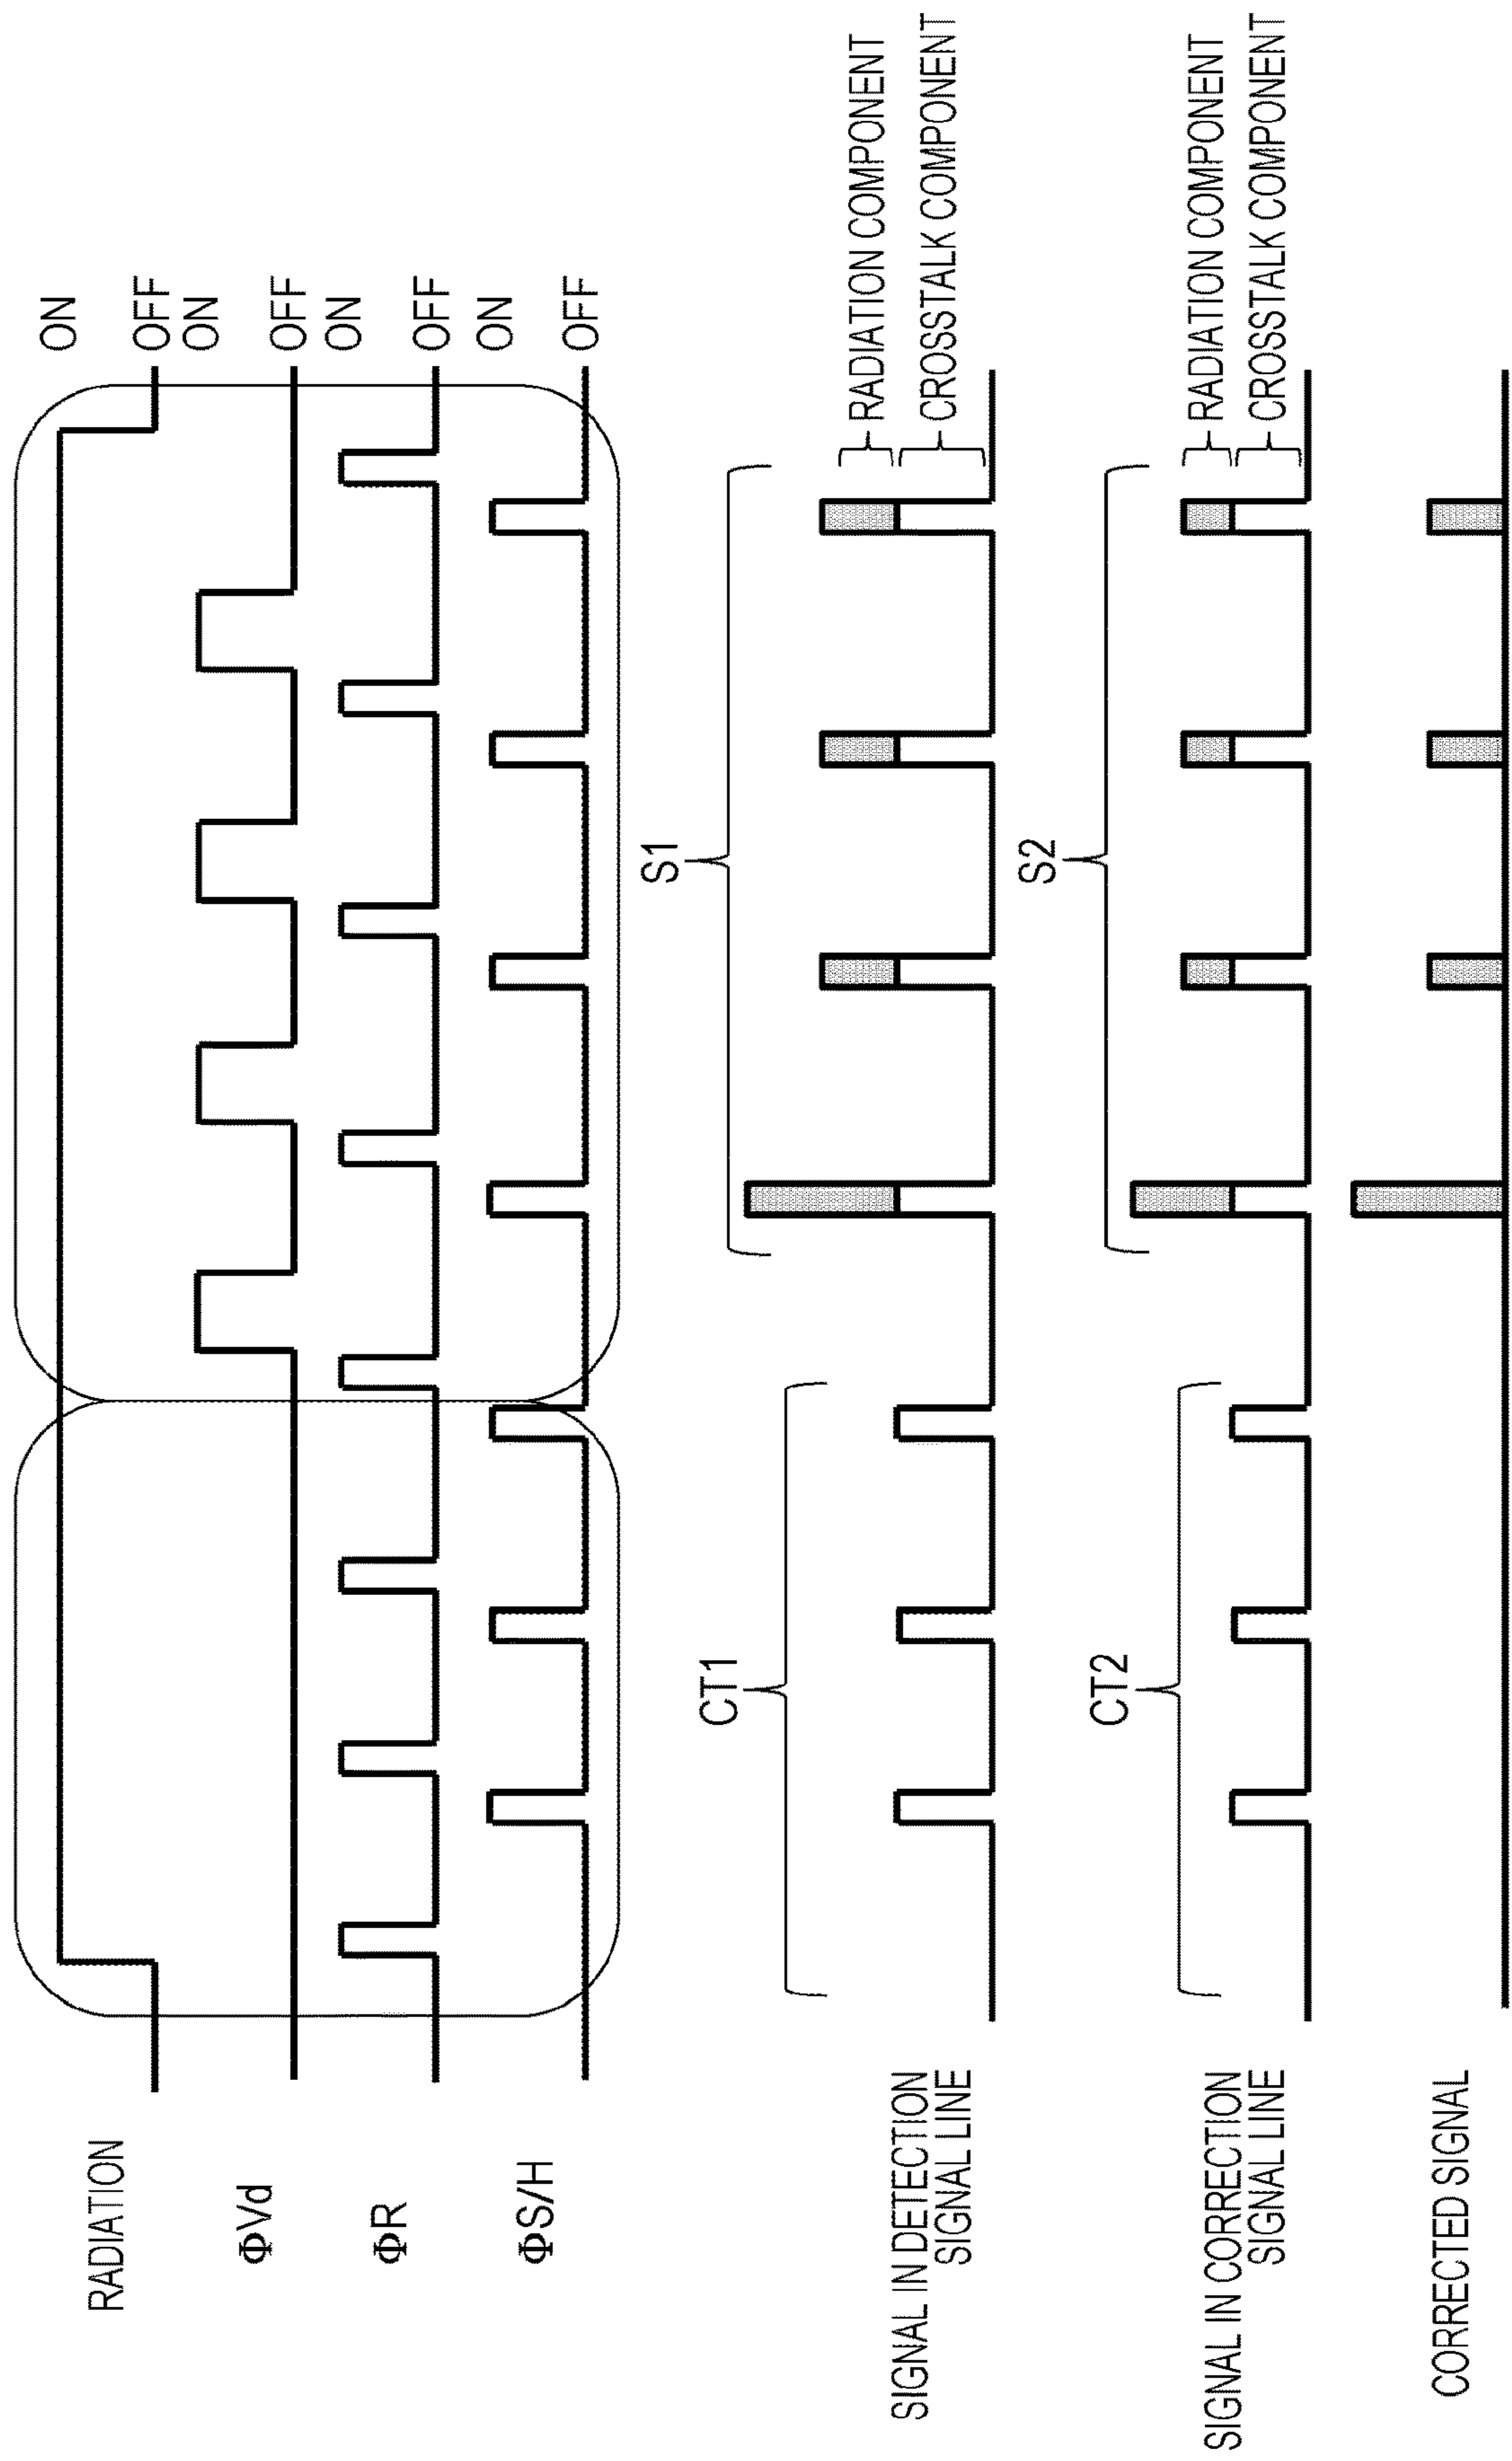 RADIATION
ON
OFF
ΦVd
ON
OFF
ΦR
ON
OFF
ΦS/H
ON
OFF
S1
CT1
SIGNAL IN DETECTION
SIGNAL LINE
RADIATION COMPONENT
CROSSTALK COMPONENT
S2
CT2
SIGNAL IN CORRECTION
SIGNAL LINE
RADIATION COMPONENT
CROSSTALK COMPONENT
CORRECTED SIGNAL